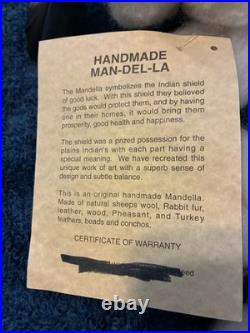 HANDMADE
MAN-DEL-LA
The Mandella symbolizes the Indian shield
of good luck. With this shield they believed
the gods would protect them, and by having
one in their homes, it would bring them
prosperity, good health and happiness.
The shield was a prized possession for the
plains Indian's with each part having a
special meaning. We have recreated this
unique work of art with a superb sense of
design and subtle balance.
This is an original handmade Mandella.
Made of natural sheeps wool, Rabbit fur,
leather, wood, Pheasant, and Turkey
feathers, boads and conchos.
CERTIFICATE OF WARRANTY